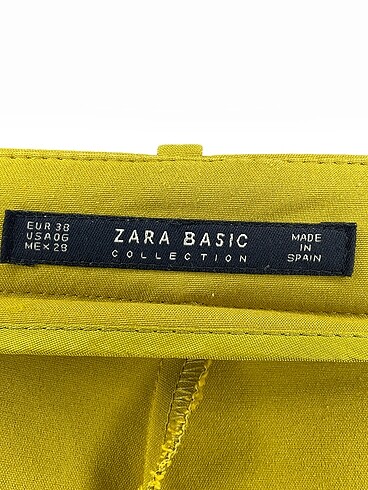 EUR 38
USA 06
MEX 28
ZARA BASIC
COLLECTION
MADE
IN
SPAIN